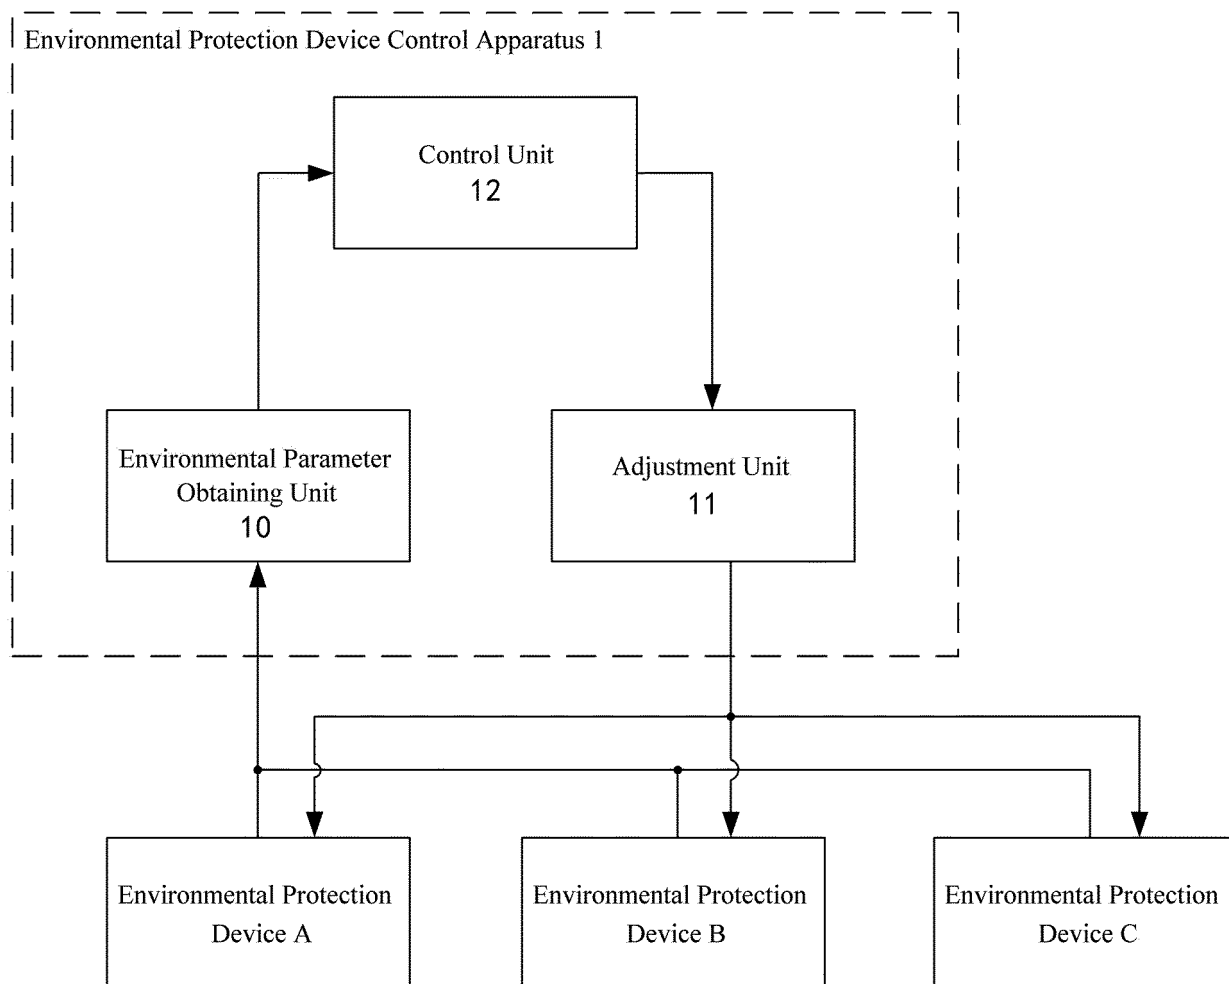 Environmental Protection Device Control Apparatus 1
Control Unit
12
Environmental Parameter
Obtaining Unit
10
Adjustment Unit
11
Environmental Protection
Device A
Environmental Protection
Device B
Environmental Protection
Device C